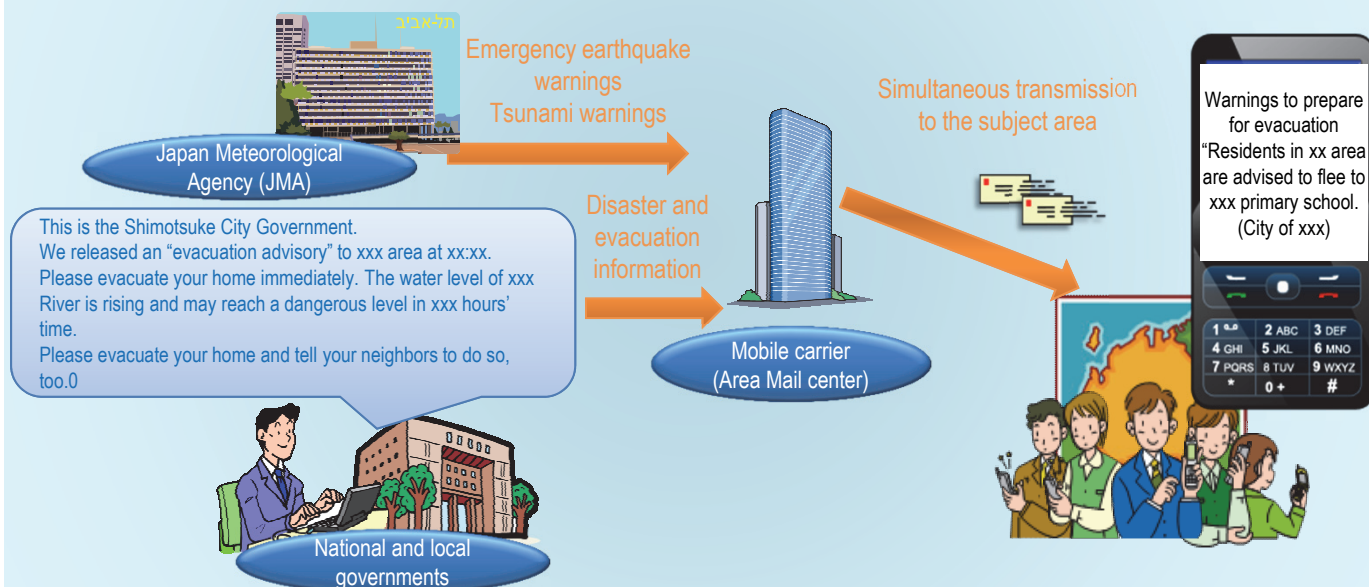 תל-אביב
Emergency earthquake
warnings
Tsunami warnings
Japan Meteorological
Agency (JMA)
Simultaneous transmission
to the subject area
Warnings to prepare
for evacuation
“Residents in xx area
are advised to flee to
xxx primary school.
(City of xxx)
This is the Shimotsuke City Government.
We released an “evacuation advisory” to xxx area at xx:xx.
Please evacuate your home immediately. The water level of xxx
River is rising and may reach a dangerous level in xxx hours’
time.
Please evacuate your home and tell your neighbors to do so,
too.0
Disaster and
evacuation
information
Mobile carrier
(Area Mail center)
National and local
governments
1 2 ABC 3 DEF
4 GHI 5 JKL 6 MNO
7 PQRS 8 TUV 9 WXYZ
* 0 + #